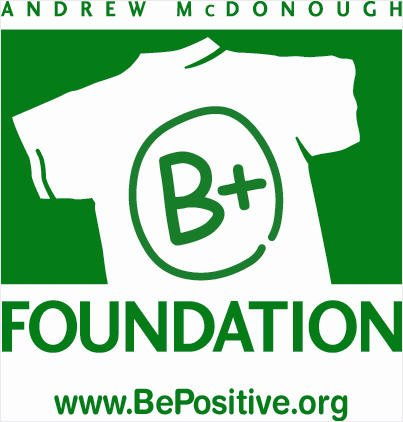 ANDREW McDONOUGH
B+
FOUNDATION
www.BePositive.org